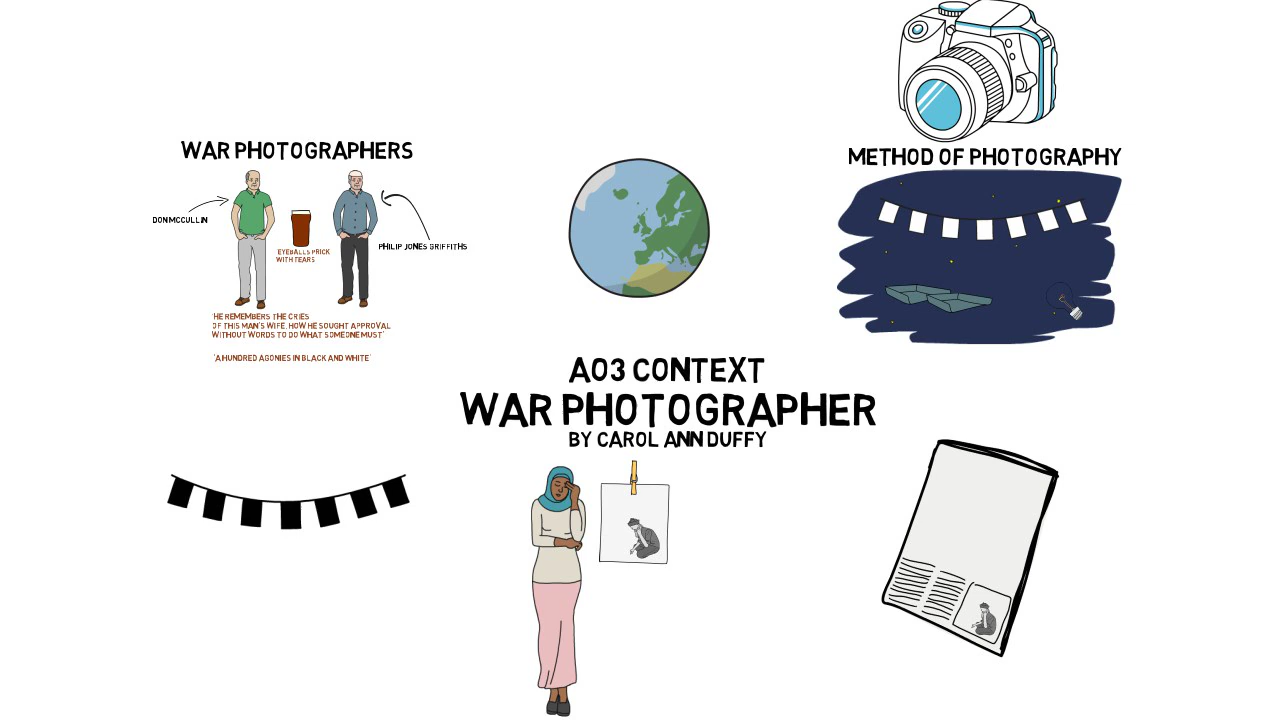 WAR PHOTOGRAPHERS
DON MCCULLIN
PHILIP JONES GRIFFITHS
'EYEBALLS PRICK
WITH TEARS
'HE REMEMBERS THE CRIES
OF THIS MAN'S WIFE, HOW HE SOUGHT APPROVAL
WITHOUT WORDS TO DO WHAT SOMEONE MUST'
'A HUNDRED AGONIES IN BLACK AND WHITE'
METHOD OF PHOTOGRAPHY
AO3 CONTEXT
WAR PHOTOGRAPHER
BY CAROL ANN DUFFY